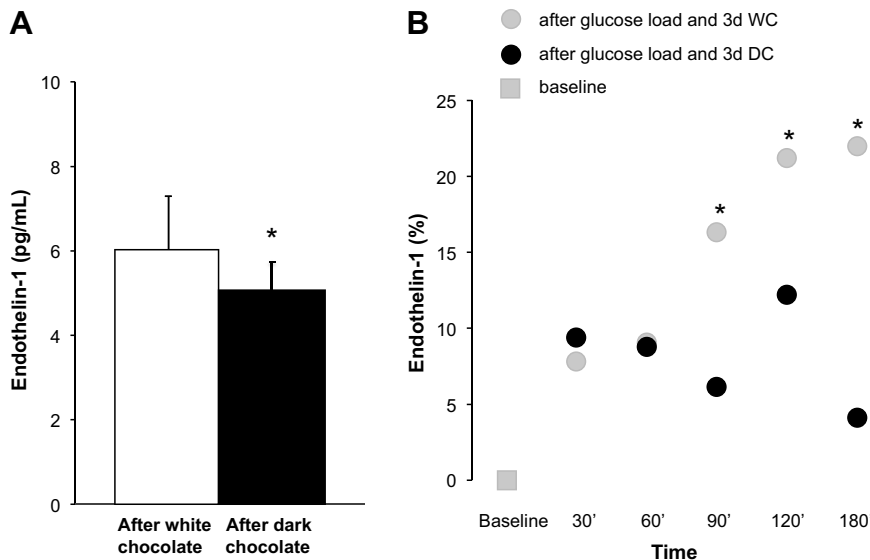 A
Endothelin-1 (pg/mL)
10
8
6
4
2
0
*
After white
chocolate
After dark
chocolate
B
after glucose load and 3d WC
after glucose load and 3d DC
baseline
Endothelin-1 (%)
25
20
15
10
5
0
*
*
*
Baseline
30’
60’
90’
120’
180
Time